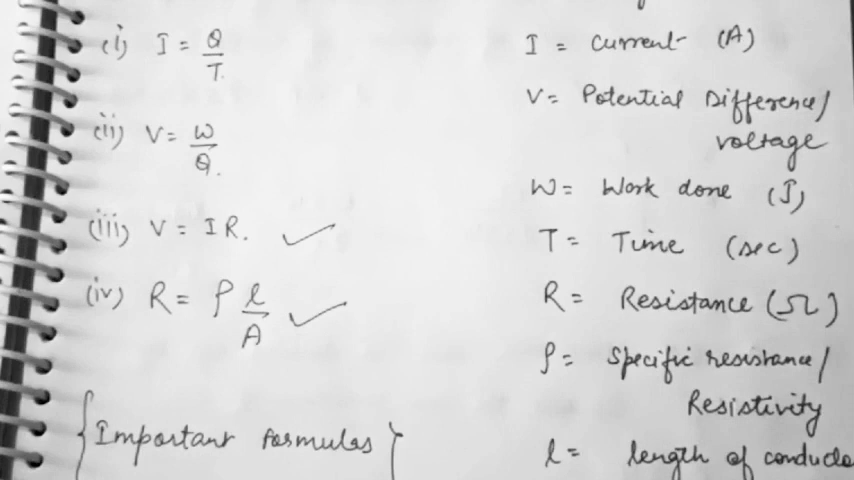 (i) I = Q/T.
(ii) V = W/Q.
(iii) V = IR. ✓
(iv) R = ρ l/A ✓
{Important formulas}
I = Current (A)
V = Potential Difference/
voltage
W = Work done (J)
T = Time (sec)
R = Resistance (Ω)
ρ = Specific resistance/
Resistivity
l = length of